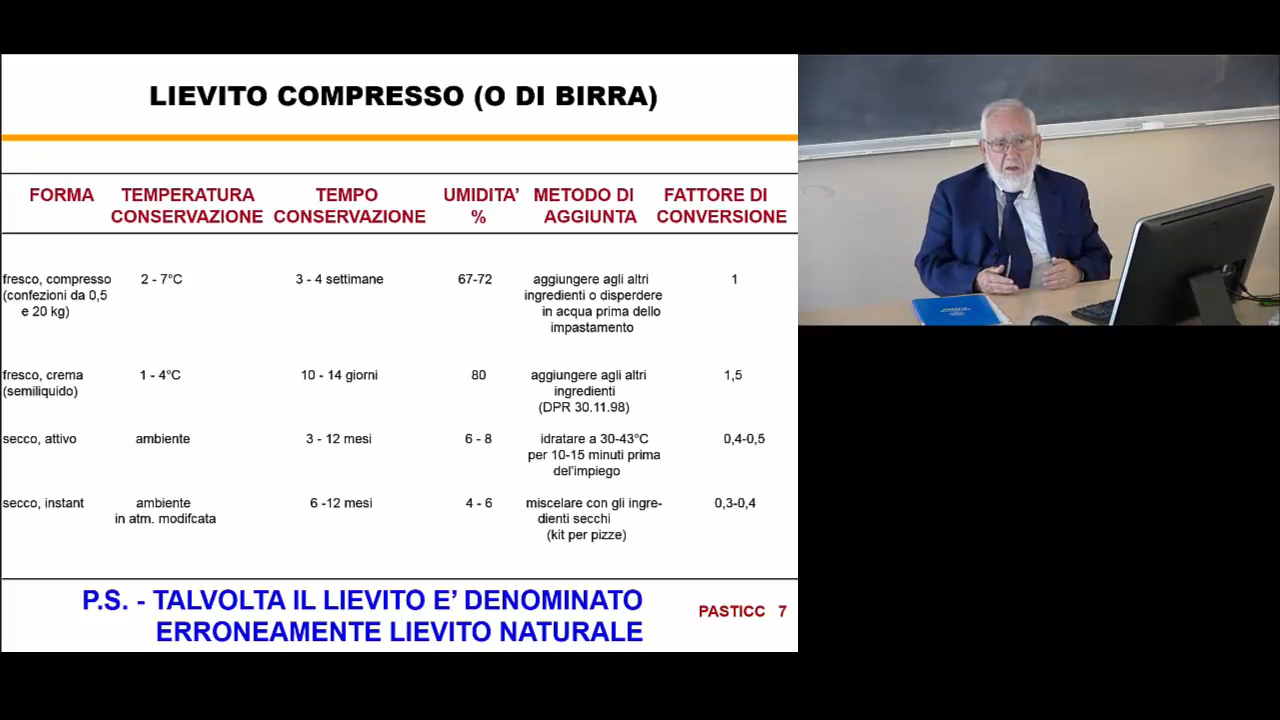 LIEVITO COMPRESSO (O DI BIRRA)
FORMA TEMPERATURA TEMPO UMIDITA' METODO DI FATTORE DI
CONSERVAZIONE CONSERVAZIONE % AGGIUNTA CONVERSIONE
fresco, compresso 2 - 7°C 3 - 4 settimane 67-72 aggiungere agli altri 1
(confezioni da 0,5 ingredienti o disperdere
e 20 kg) in acqua prima dello
impastamento
fresco, crema 1 - 4°C 10 - 14 giorni 80 aggiungere agli altri 1,5
(semiliquido) ingredienti
(DPR 30.11.98)
secco, attivo ambiente 3 - 12 mesi 6 - 8 idratare a 30-43°C 0,4-0,5
per 10-15 minuti prima
del'impiego
secco, instant ambiente 6 -12 mesi 4 - 6 miscelare con gli ingre- 0,3-0,4
in atm. modifcata dienti secchi
(kit per pizze)
P.S. - TALVOLTA IL LIEVITO E' DENOMINATO
ERRONEAMENTE LIEVITO NATURALE
PASTICC 7